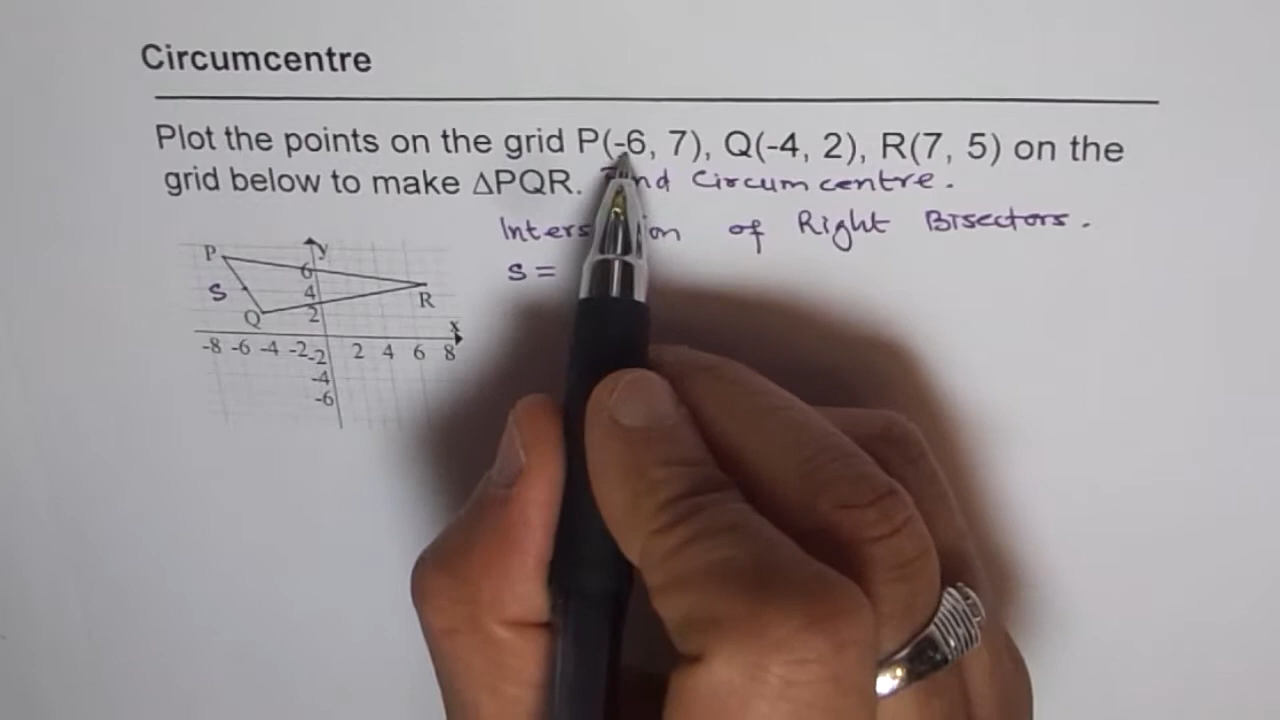 Circumcentre
Plot the points on the grid P(-6, 7), Q(-4, 2), R(7, 5) on the
grid below to make ΔPQR. Circumcentre.
of Right Bisectors.
S =
P
y
6
S
4
R
Q
2
x
-8 -6 -4 -2 -2 2 4 6 8
-4
-6